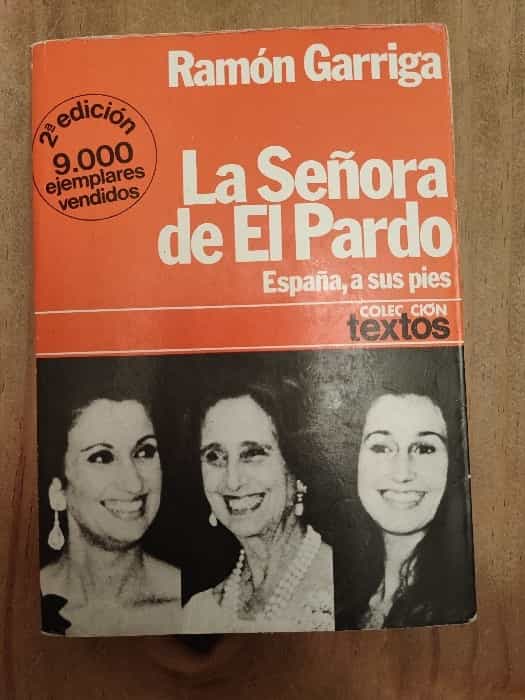 Ramón Garriga
2ª edición
9.000
ejemplares
vendidos
La Señora
de El Pardo
España, a sus pies
COLECCIÓN
textos